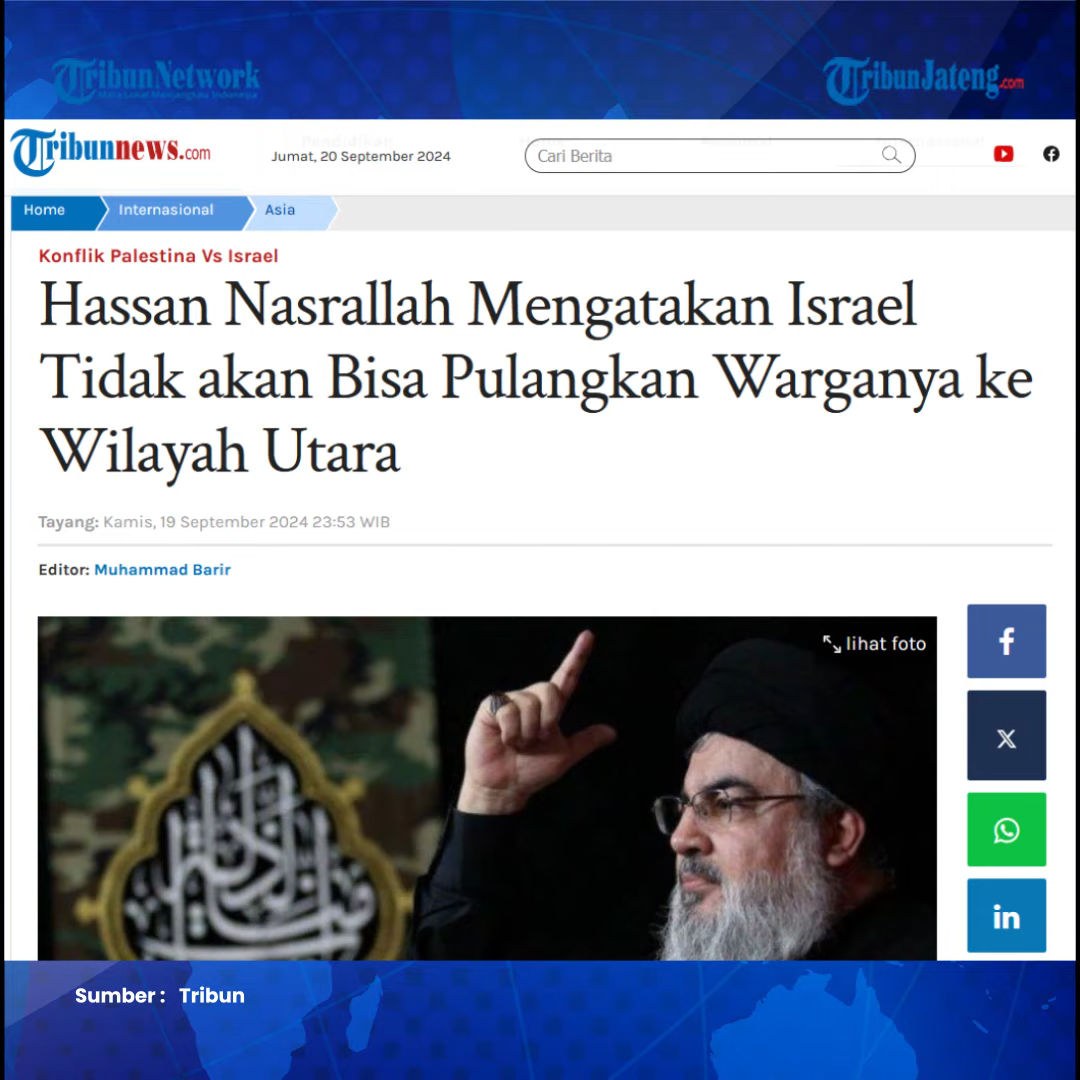 TribunNetwork
TribunJateng.com
Tribunnews.com
Jumat, 20 September 2024
Cari Berita
Home
Internasional
Asia
Konflik Palestina Vs Israel
Hassan Nasrallah Mengatakan Israel
Tidak akan Bisa Pulangkan Warganya ke
Wilayah Utara
Tayang: Kamis, 19 September 2024 23:53 WIB
Editor: Muhammad Barir
lihat foto
Sumber : Tribun